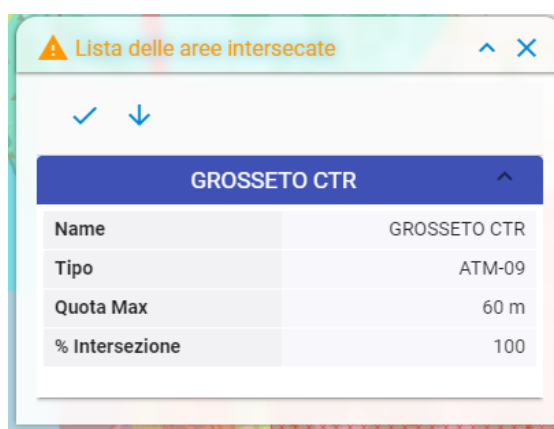 Lista delle aree intersecate
GROSSETO CTR
Name GROSSETO CTR
Tipo ATM-09
Quota Max 60 m
% Intersezione 100